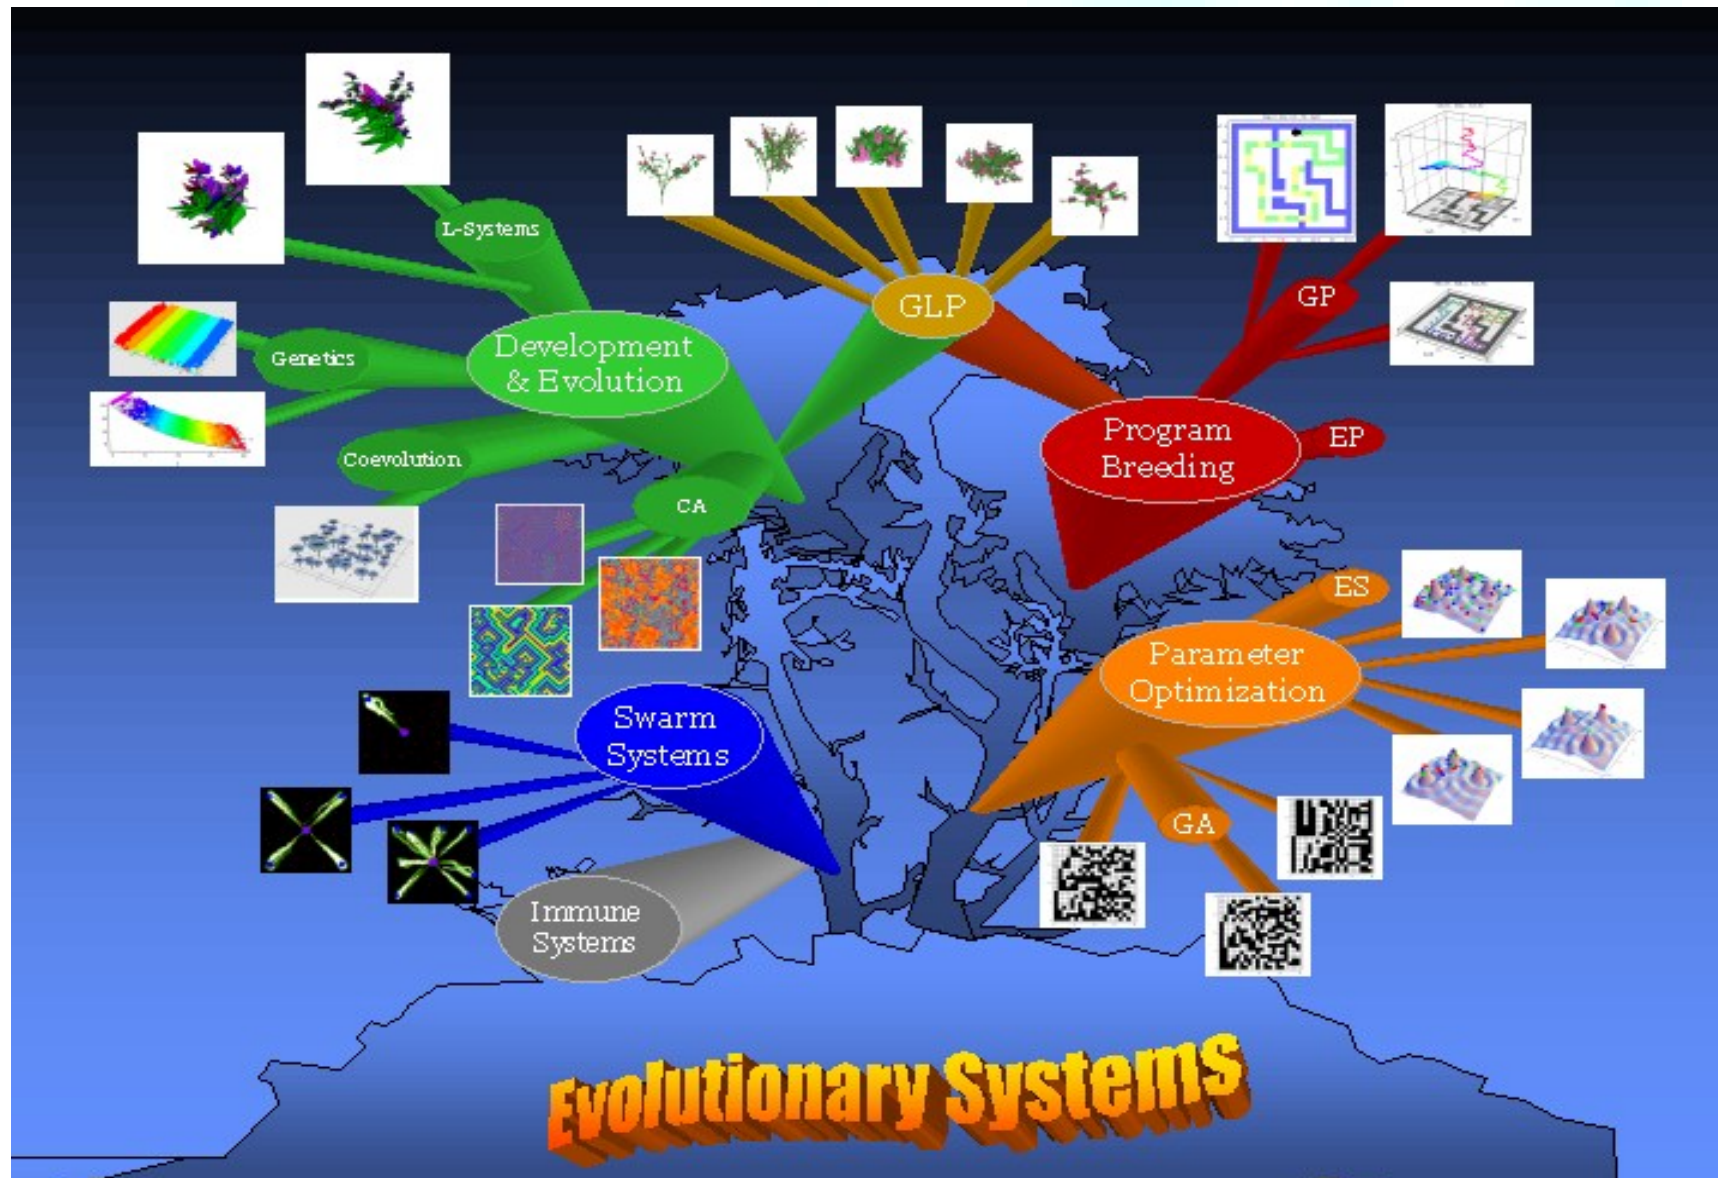 L-Systems
GLP
GP
Genetics
Development
& Evolution
Program
Breeding
EP
Coevolution
CA
ES
Parameter
Optimization
Swarm
Systems
GA
Immune
Systems
Evolutionary Systems